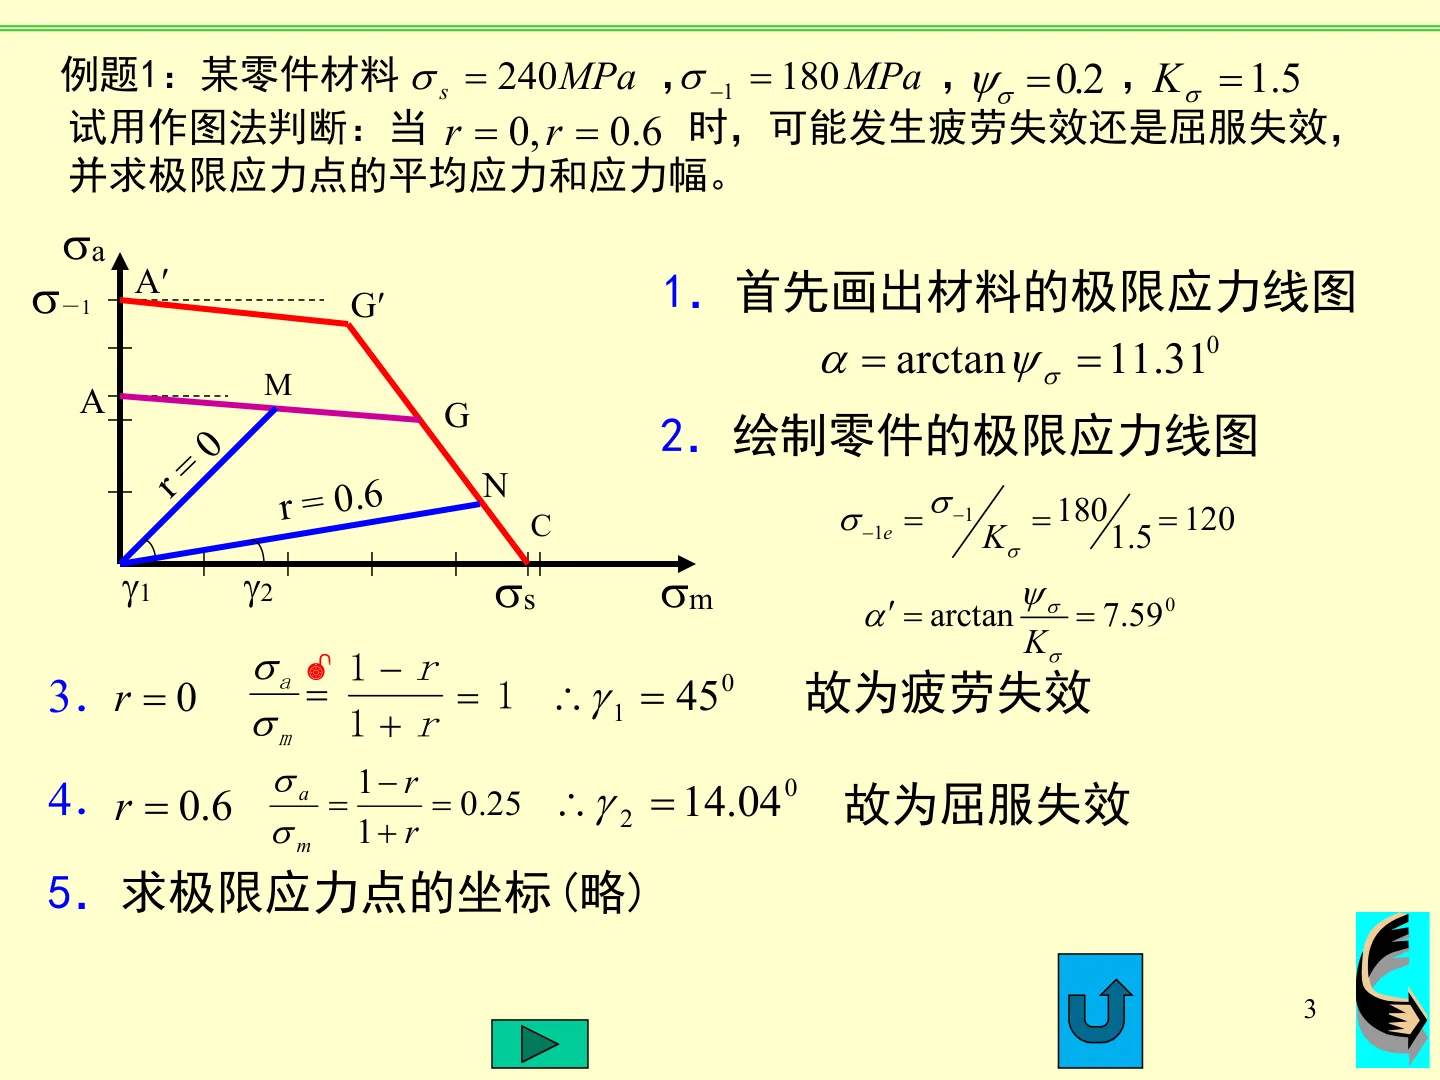 例题1：某零件材料 σs = 240MPa ，σ−1 = 180MPa ，ψσ = 0.2 ，Kσ = 1.5
试用作图法判断：当 r = 0, r = 0.6 时，可能发生疲劳失效还是屈服失效，
并求极限应力点的平均应力和应力幅。
σa
A′
σ−1
G′
M
A
G
r = 0
r = 0.6
N
C
γ1
γ2
σs
σm
1．首先画出材料的极限应力线图
α = arctanψσ = 11.31⁰
2．绘制零件的极限应力线图
σ−1e = σ−1/Kσ = 180/1.5 = 120
α′ = arctan ψσ/Kσ = 7.59⁰
3．r = 0 σa/σm = (1 − r)/(1 + r) = 1 ∴γ1 = 45⁰ 故为疲劳失效
4．r = 0.6 σa/σm = (1 − r)/(1 + r) = 0.25 ∴γ2 = 14.04⁰ 故为屈服失效
5．求极限应力点的坐标(略)
3